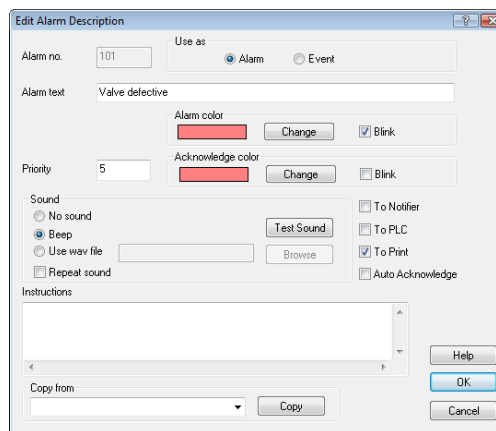 Edit Alarm Description
Use as
Alarm no.
101
Alarm
Event
Alarm text
Valve defective
Alarm color
Change
Blink
Priority
5
Acknowledge color
Change
Blink
Sound
No sound
Beep
Use wav file
Repeat sound
Test Sound
Browse
To Notifier
To PLC
To Print
Auto Acknowledge
Instructions
Help
OK
Cancel
Copy from
Copy